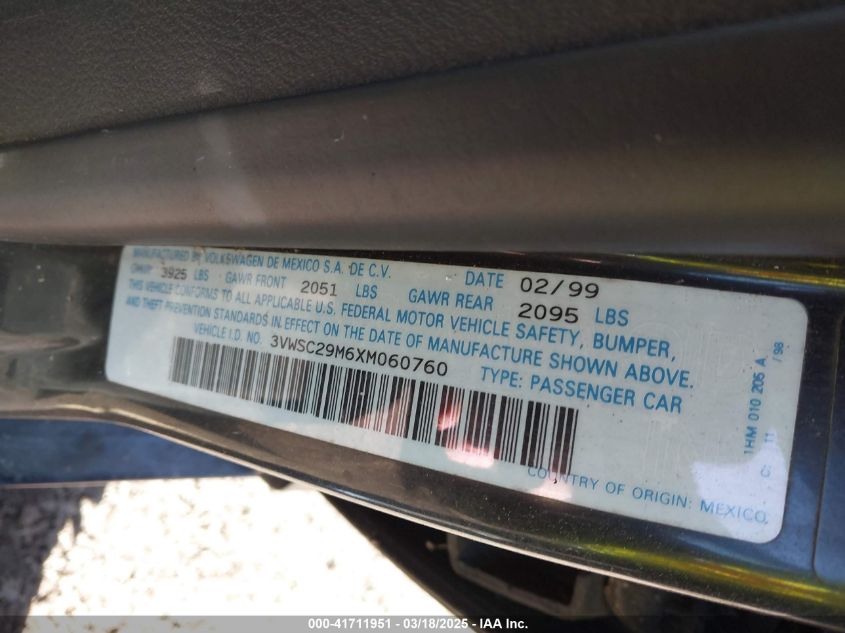 MANUFACTURED BY VOLKSWAGEN DE MEXICO S.A. DE C.V. DATE 02/99
GWWR 3925 LBS GAWR FRONT 2051 LBS GAWR REAR 2095 LBS
THIS VEHICLE CONFORMS TO ALL APPLICABLE U.S. FEDERAL MOTOR VEHICLE SAFETY, BUMPER,
AND THEFT PREVENTION STANDARDS IN EFFECT ON THE DATE OF MANUFACTURE SHOWN ABOVE.
VEHICLE I.D. NO. 3VWSC29M6XM060760 TYPE: PASSENGER CAR
COUNTRY OF ORIGIN: MEXICO
1HM 010 205 A
C: 11 /98
000-41711951 - 03/18/2025 - IAA Inc.